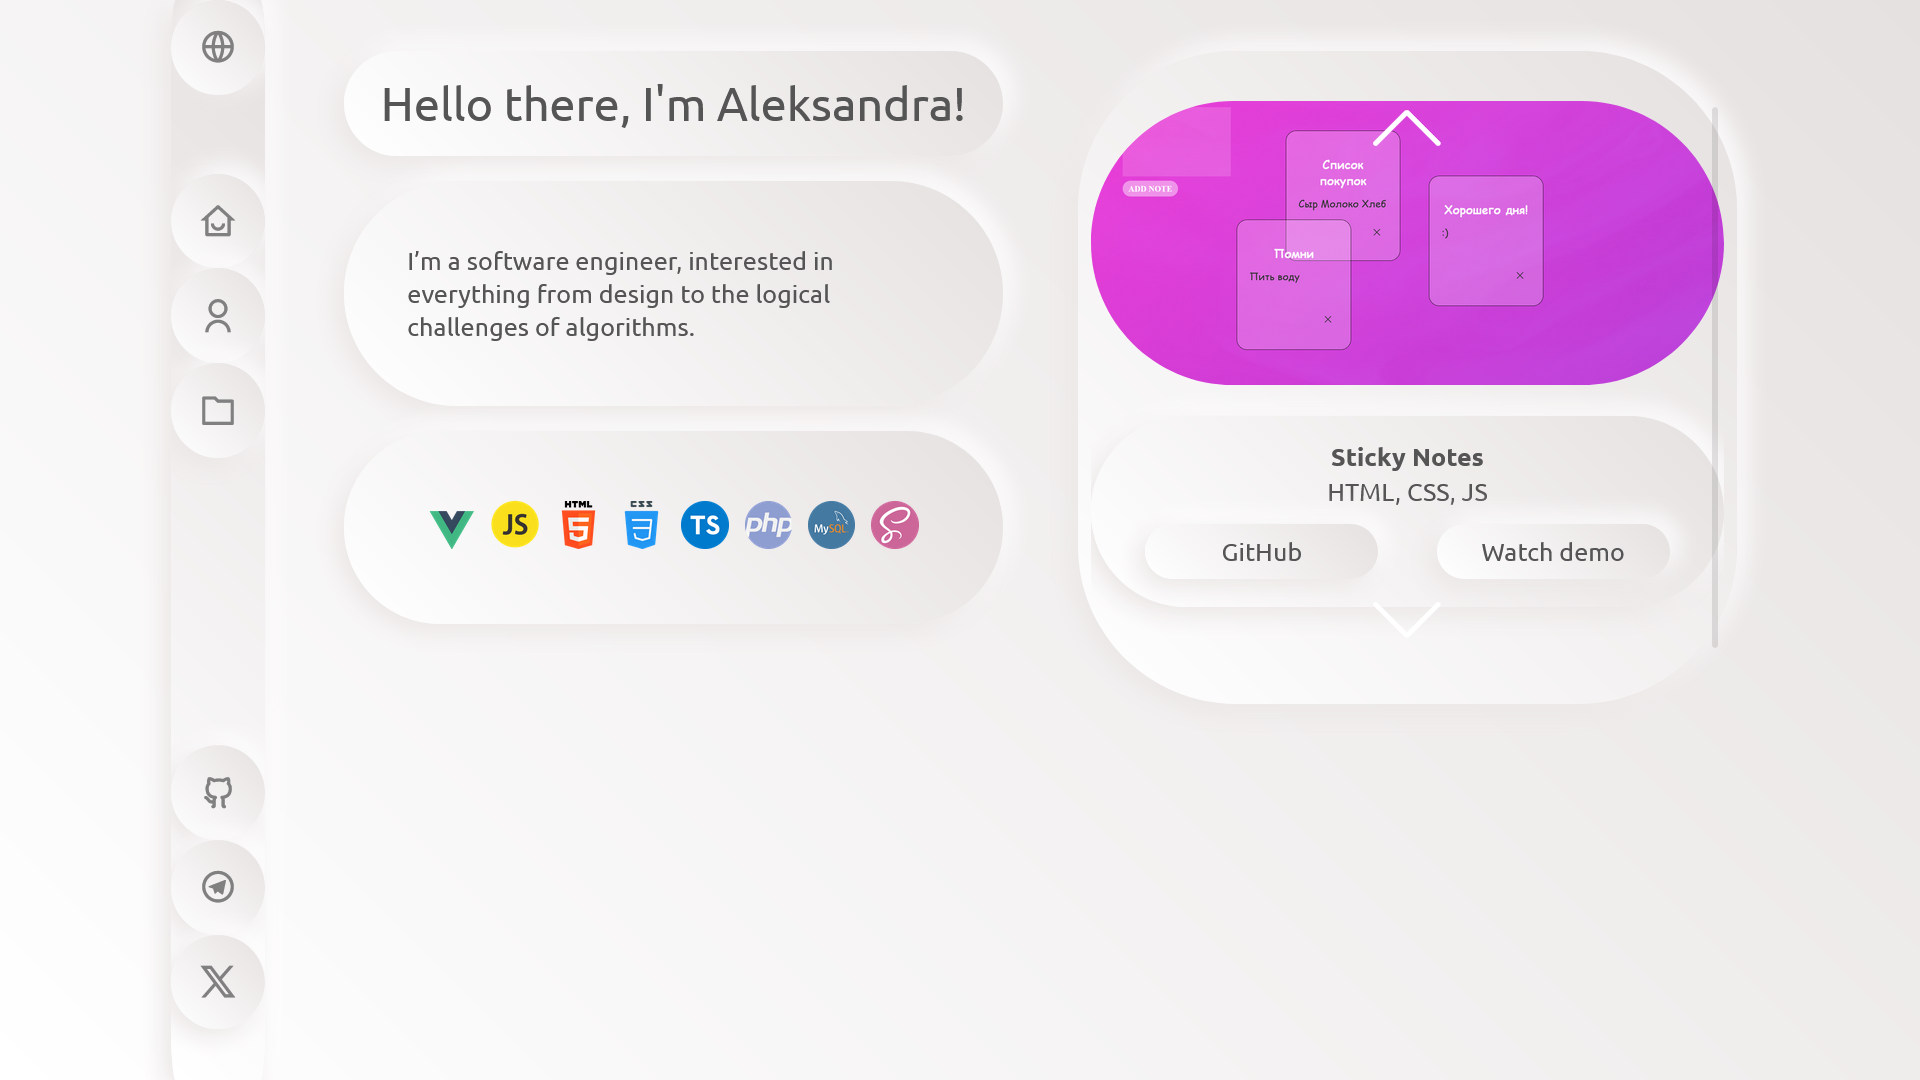 Hello there, I'm Aleksandra!
I’m a software engineer, interested in
everything from design to the logical
challenges of algorithms.
JS
HTML
5
CSS
3
TS
php
MySQL
ADD NOTE
Список
покупок
Сыр Молоко Хлеб
×
Хорошего дня!
:)
×
Помни
Пить воду
×
Sticky Notes
HTML, CSS, JS
GitHub
Watch demo